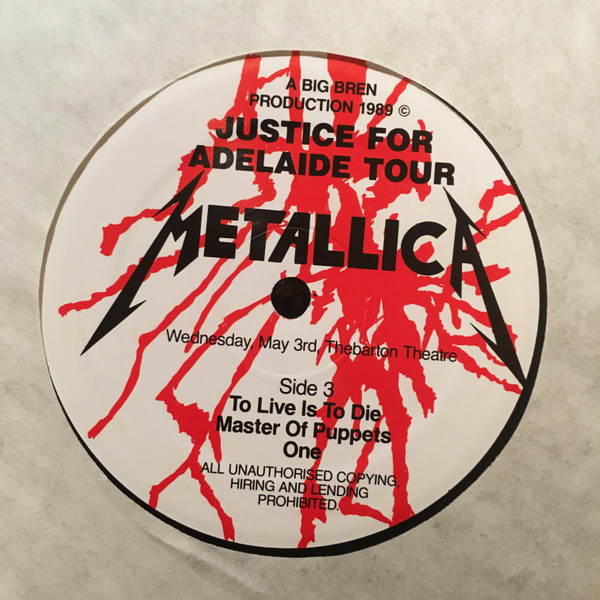 A BIG BREN
PRODUCTION 1989 ©
JUSTICE FOR
ADELAIDE TOUR
METALLICA
Wednesday, May 3rd, Thebarton Theatre
Side 3
To Live Is To Die
Master Of Puppets
One
ALL UNAUTHORISED COPYING,
HIRING AND LENDING
PROHIBITED.